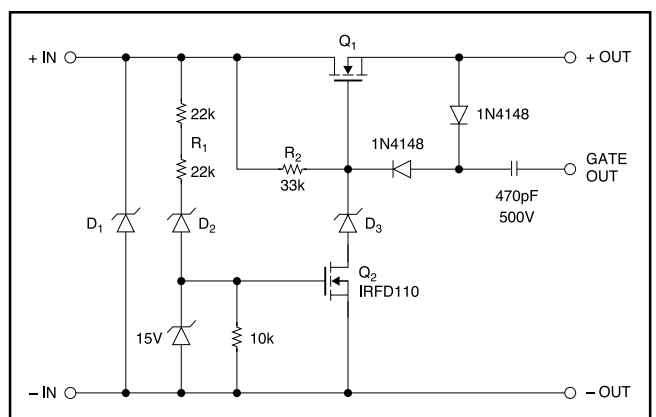 Q1
+ IN
+ OUT
22k
1N4148
R1
R2
1N4148
22k
33k
GATE
OUT
470pF
500V
D1
D2
D3
Q2
IRFD110
15V
10k
– IN
– OUT